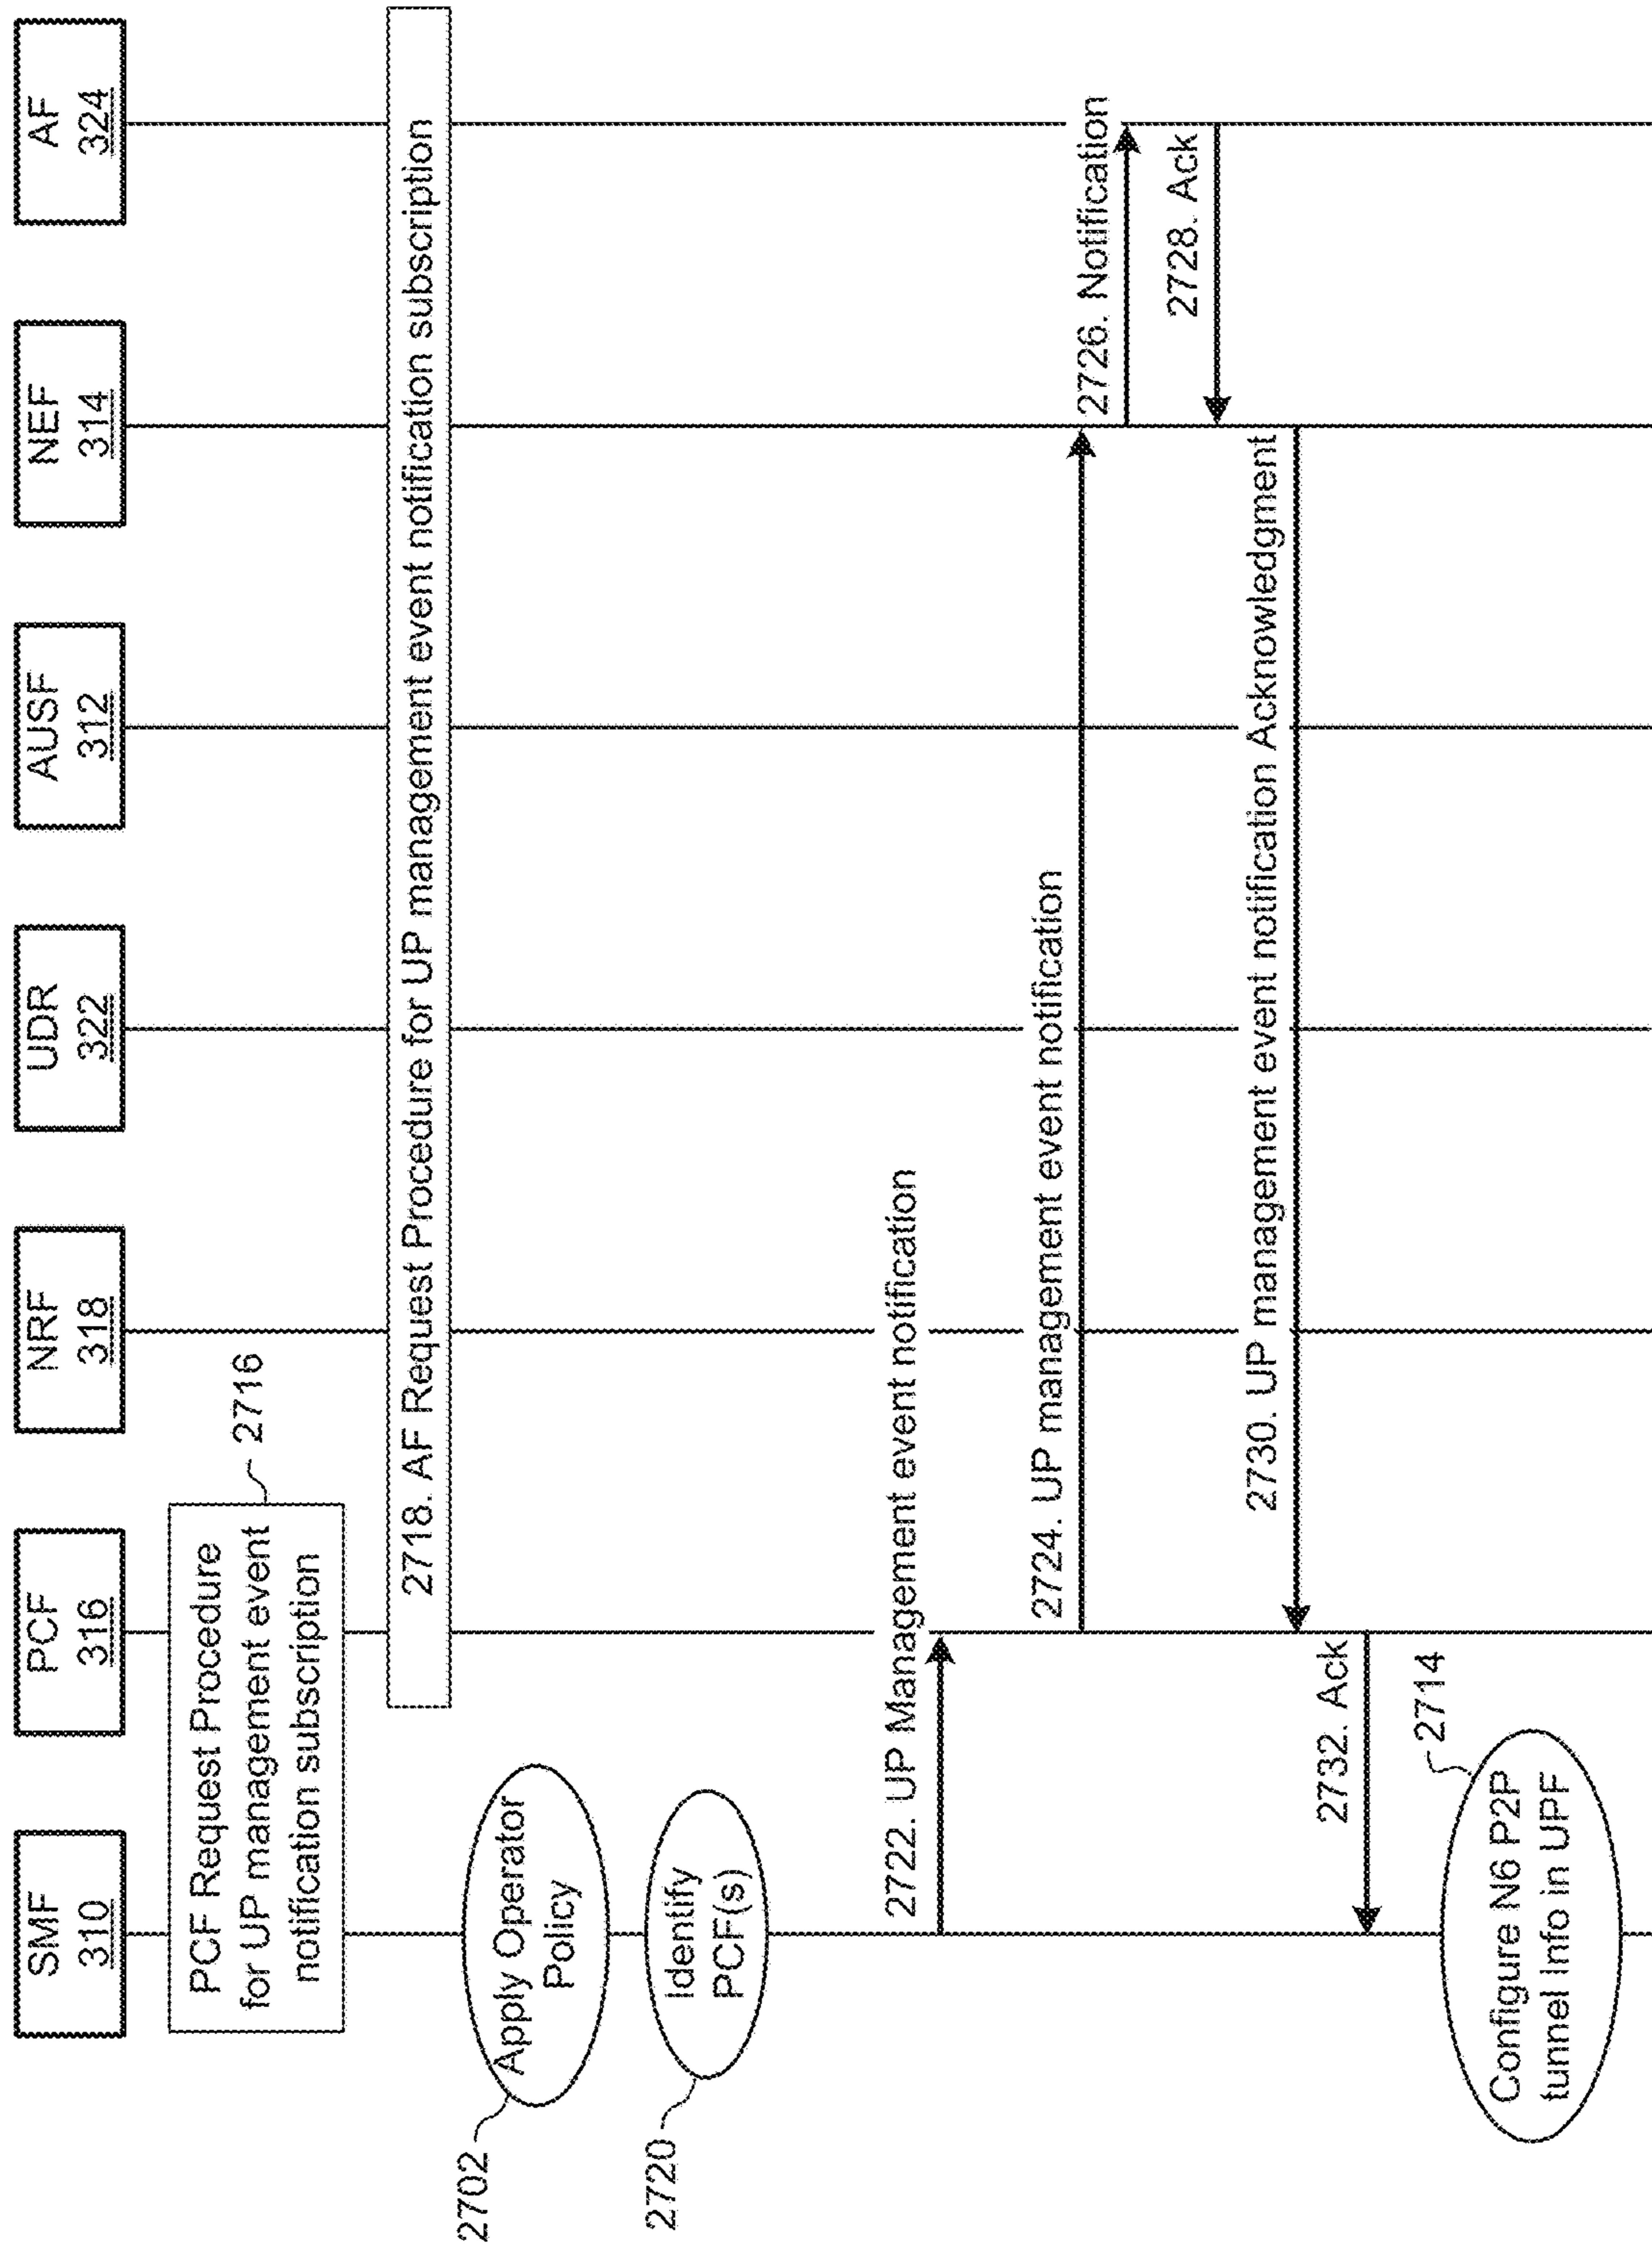 SMF
310
PCF
316
NRF
318
UDR
322
AUSF
312
NEF
314
AF
324
PCF Request Procedure
for UP management event
notification subscription
2716
2718. AF Request Procedure for UP management event notification subscription
2702
Apply Operator
Policy
2720
Identify
PCF(s)
2722. UP Management event notification
2724. UP management event notification
2726. Notification
2728. Ack
2730. UP management event notification Acknowledgment
2732. Ack
2714
Configure N6 P2P
tunnel Info in UPF